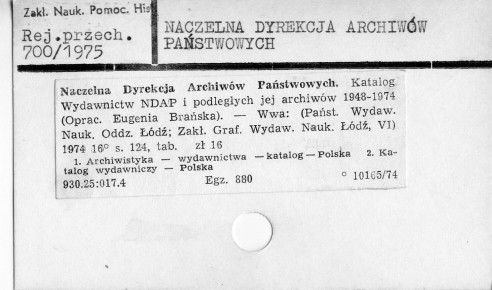 Zakł. Nauk. Pomoc. Hist
Rej. przech.
700/1975
NACZELNA DYREKCJA ARCHIWÓW
PAŃSTWOWYCH
Naczelna Dyrekcja Archiwów Państwowych. Katalog
Wydawnictw NDAP i podległych jej archiwów 1948-1974
(Oprac. Eugenia Brańska). — Wwa: (Państ. Wydaw.
Nauk. Oddz. Łódź; Zakł. Graf. Wydaw. Nauk. Łódź, VI)
1974 16° s. 124, tab. zł 16
1. Archiwistyka — wydawnictwa — katalog — Polska 2. Ka-
talog wydawniczy — Polska
930.25:017.4 Egz. 880 ° 10165/74